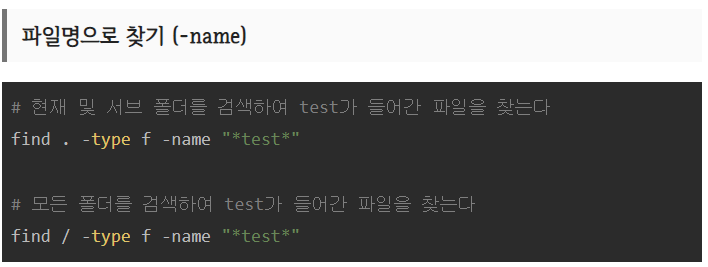 파일명으로 찾기 (-name)
# 현재 및 서브 폴더를 검색하여 test가 들어간 파일을 찾는다
find . -type f -name "*test*"
# 모든 폴더를 검색하여 test가 들어간 파일을 찾는다
find / -type f -name "*test*"